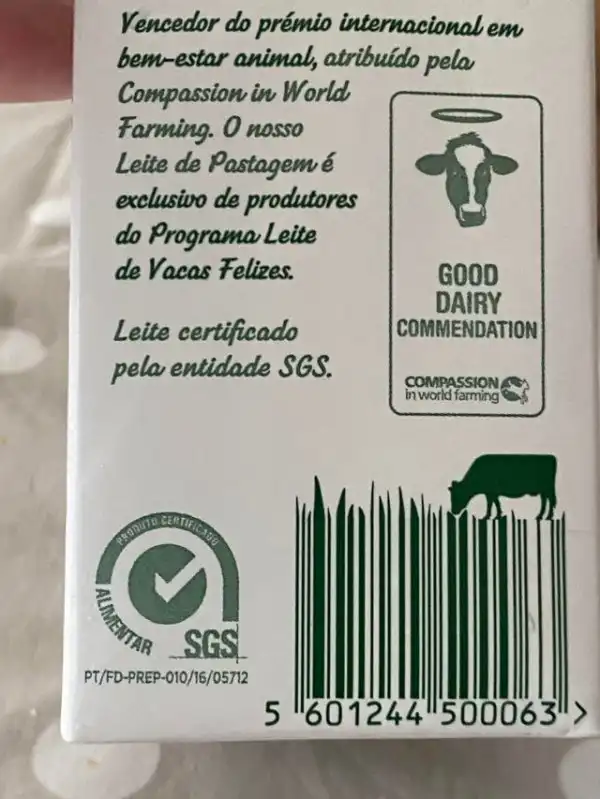 Vencedor do prémio internacional em
bem-estar animal, atribuído pela
Compassion in World
Farming. O nosso
Leite de Pastagem é
exclusivo de produtores
do Programa Leite
de Vacas Felizes.
Leite certificado
pela entidade SGS.
GOOD
DAIRY
COMMENDATION
COMPASSION
in world farming
PRODUTO CERTIFICADO
ALIMENTAR
SGS
PT/FD-PREP-010/16/05712
5 601244 500063 >